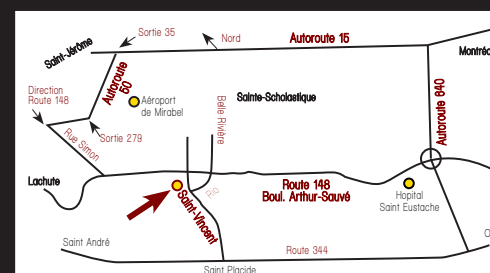 Sortie 35
Nord
Autoroute 15
Saint-Jérôme
Montréa
Direction
Route 148
Autoroute
50
Aéroport
de Mirabel
Sainte-Scholastique
Belle Rivière
Autoroute 640
Rue Simon
Sortie 279
Lachute
Saint-Vincent
Rio
Route 148
Boul. Arthur-Sauvé
Hopital
Saint Eustache
Saint André
Route 344
Saint Placide
O